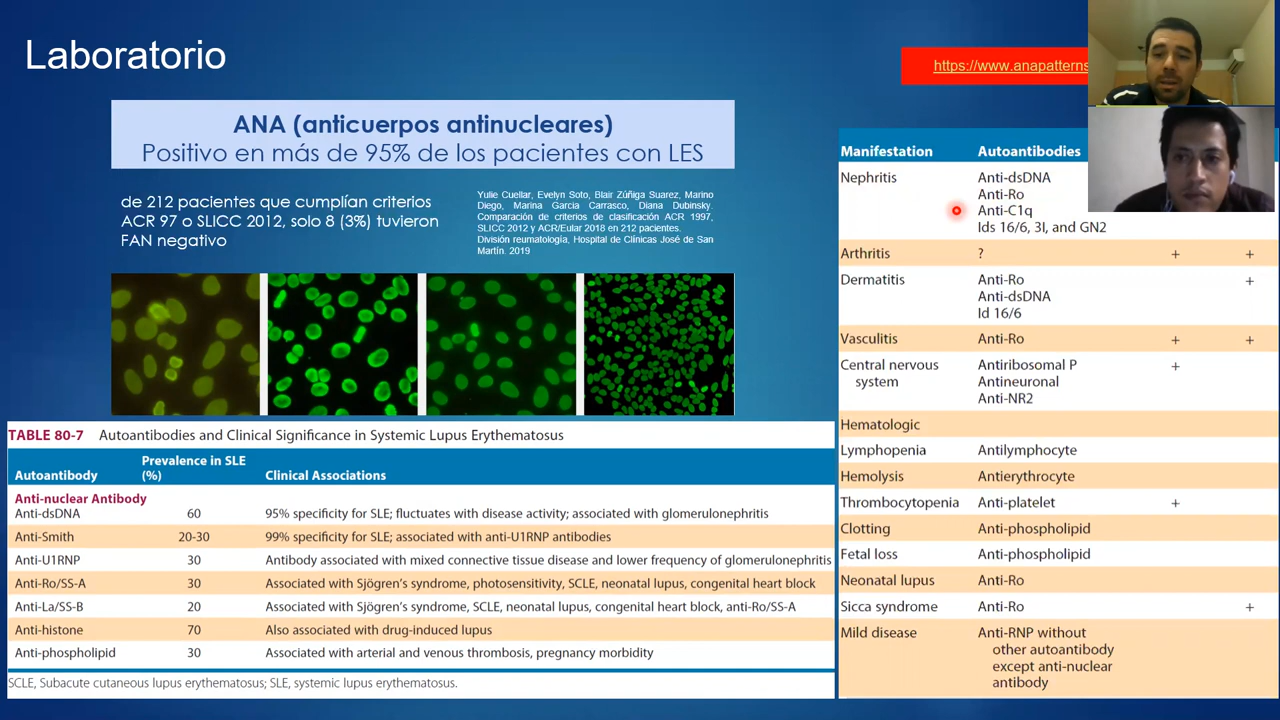 Laboratorio
https://www.anapatterns
ANA (anticuerpos antinucleares)
Positivo en más de 95% de los pacientes con LES
de 212 pacientes que cumplían criterios
ACR 97 o SLICC 2012, solo 8 (3%) tuvieron
FAN negativo
Yulie Cuellar, Evelyn Soto, Blair Zúñiga Suarez, Marino
Diego, Marina García Carrasco, Diana Dubinsky.
Comparación de criterios de clasificación ACR 1997,
SLICC 2012 y ACR/Eular 2018 en 212 pacientes.
División reumatología, Hospital de Clínicas José de San
Martín. 2019
TABLE 80-7 Autoantibodies and Clinical Significance in Systemic Lupus Erythematosus
Autoantibody Prevalence in SLE (%) Clinical Associations
Anti-nuclear Antibody
Anti-dsDNA 60 95% specificity for SLE; fluctuates with disease activity; associated with glomerulonephritis
Anti-Smith 20-30 99% specificity for SLE; associated with anti-U1RNP antibodies
Anti-U1RNP 30 Antibody associated with mixed connective tissue disease and lower frequency of glomerulonephritis
Anti-Ro/SS-A 30 Associated with Sjögren's syndrome, photosensitivity, SCLE, neonatal lupus, congenital heart block
Anti-La/SS-B 20 Associated with Sjögren's syndrome, SCLE, neonatal lupus, congenital heart block, anti-Ro/SS-A
Anti-histone 70 Also associated with drug-induced lupus
Anti-phospholipid 30 Associated with arterial and venous thrombosis, pregnancy morbidity
SCLE, Subacute cutaneous lupus erythematosus; SLE, systemic lupus erythematosus.
Manifestation Autoantibodies
Nephritis Anti-dsDNA
Anti-Ro
Anti-C1q
Ids 16/6, 3I, and GN2
Arthritis ? + +
Dermatitis Anti-Ro +
Anti-dsDNA
Id 16/6
Vasculitis Anti-Ro + +
Central nervous Antiribosomal P +
system Antineuronal
Anti-NR2
Hematologic
Lymphopenia Antilymphocyte
Hemolysis Antierythrocyte
Thrombocytopenia Anti-platelet +
Clotting Anti-phospholipid
Fetal loss Anti-phospholipid
Neonatal lupus Anti-Ro
Sicca syndrome Anti-Ro +
Mild disease Anti-RNP without
other autoantibody
except anti-nuclear
antibody